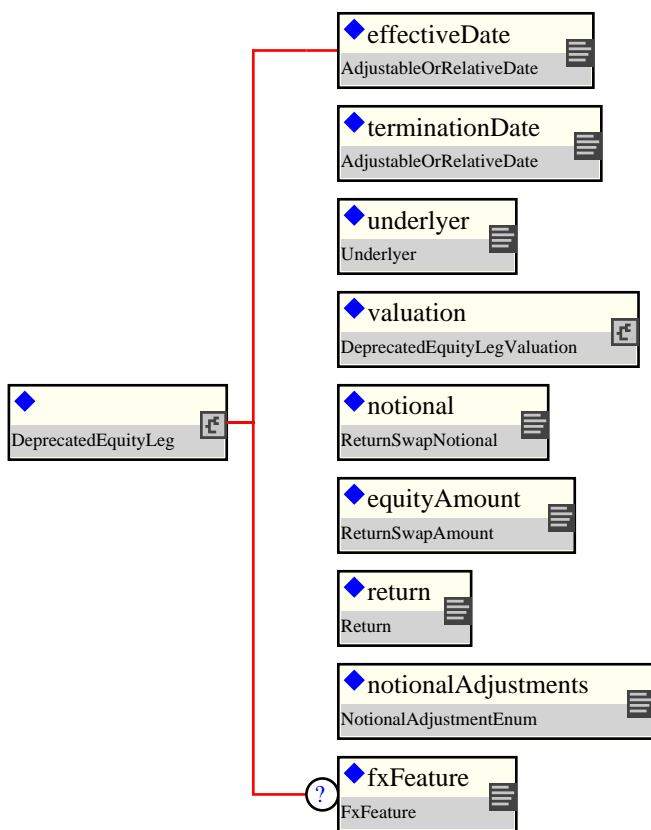 effectiveDate
AdjustableOrRelativeDate
terminationDate
AdjustableOrRelativeDate
underlyer
Underlyer
valuation
DeprecatedEquityLegValuation
DeprecatedEquityLeg
notional
ReturnSwapNotional
equityAmount
ReturnSwapAmount
return
Return
notionalAdjustments
NotionalAdjustmentEnum
?
fxFeature
FxFeature